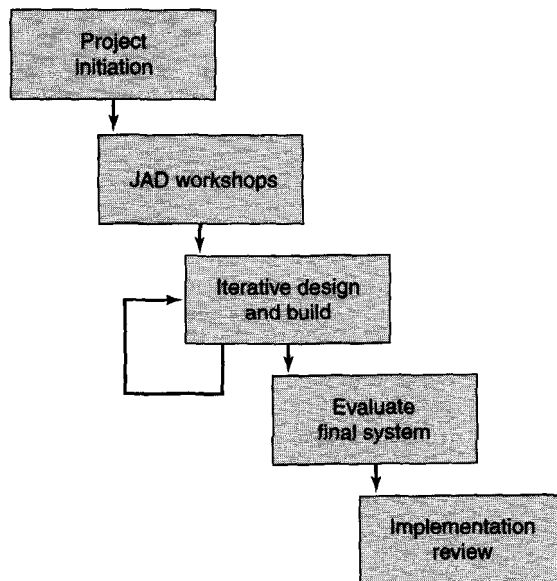 Project
initiation
JAD workshops
Iterative design
and build
Evaluate
final system
Implementation
review